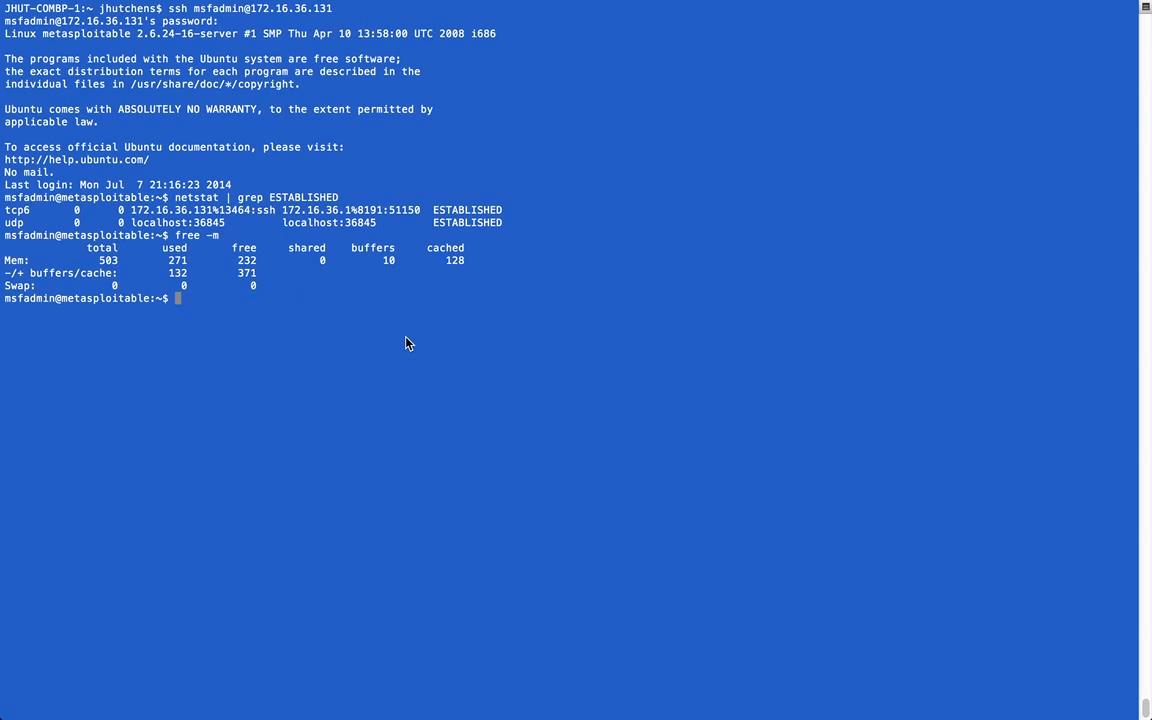 JHUT-COMBP-1:~ jhutchens$ ssh msfadmin@172.16.36.131
msfadmin@172.16.36.131's password:
Linux metasploitable 2.6.24-16-server #1 SMP Thu Apr 10 13:58:00 UTC 2008 i686

The programs included with the Ubuntu system are free software;
the exact distribution terms for each program are described in the
individual files in /usr/share/doc/*/copyright.

Ubuntu comes with ABSOLUTELY NO WARRANTY, to the extent permitted by
applicable law.

To access official Ubuntu documentation, please visit:
http://help.ubuntu.com/
No mail.
Last login: Mon Jul  7 21:16:23 2014
msfadmin@metasploitable:~$ netstat | grep ESTABLISHED
tcp6       0      0 172.16.36.131%13464:ssh 172.16.36.1%8191:51150  ESTABLISHED
udp        0      0 localhost:36845         localhost:36845         ESTABLISHED
msfadmin@metasploitable:~$ free -m
             total       used       free     shared    buffers     cached
Mem:           503        271        232          0         10        128
-/+ buffers/cache:        132        371
Swap:            0          0          0
msfadmin@metasploitable:~$